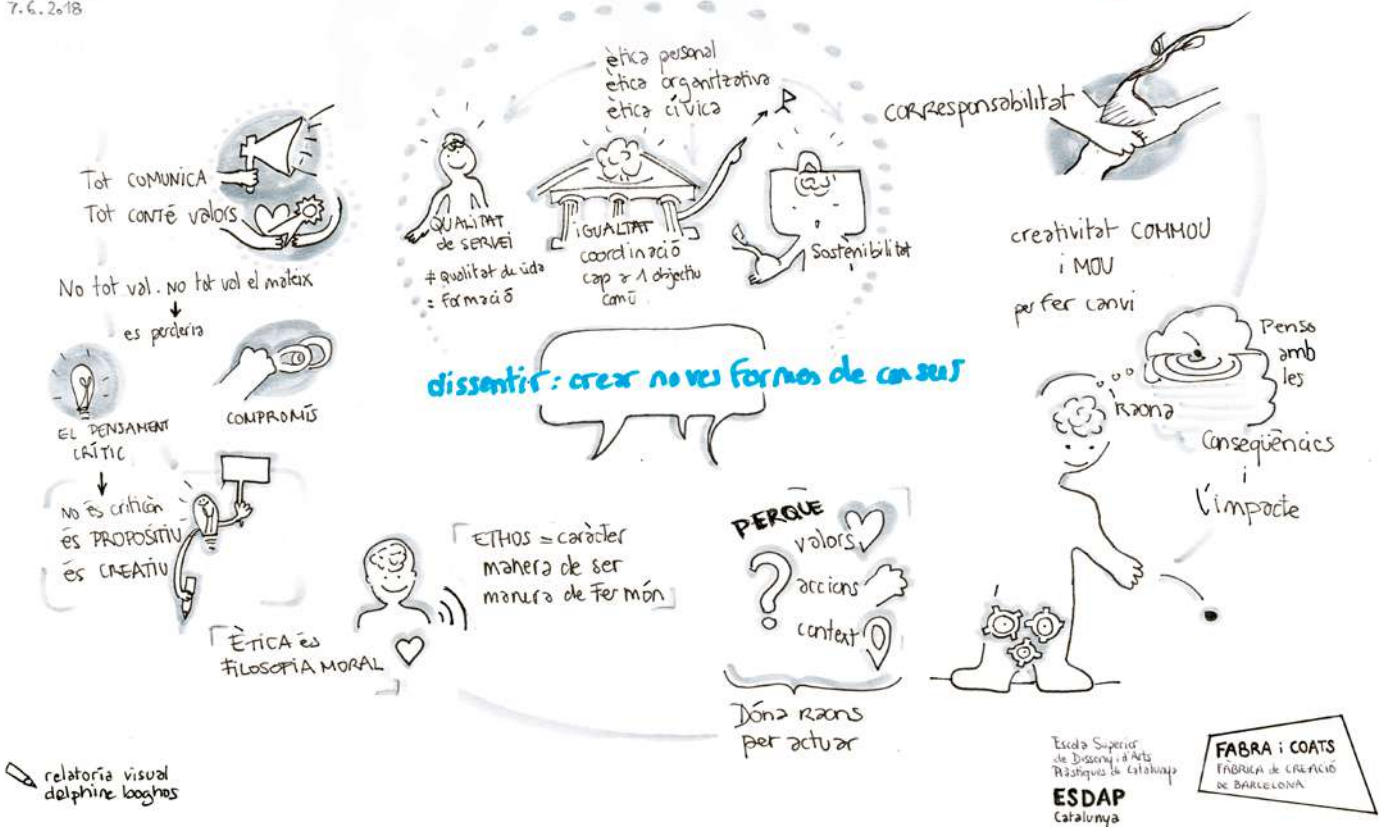 7.6.2018
ètica personal
ètica organitzativa
ètica cívica
CORRESPONSABILITAT
Tot COMUNICA
Tot CONTÉ valors
QUALITAT
de SERVEI
≠ Qualitat de vida
= Formació
iGUALTAT
coordinació
cap a 1 objectiu
comú
Sostenibilitat
No tot val. No tot val el mateix
es perderia
creativitat COMMOU
i MOU
per fer canvi
dissentir: crear noves formes de consens
EL PENSAMENT
CRÍTIC
COMPROMÍS
Raona
Pensa
amb
les
Conseqüències
i
l'impacte
No És criticón
és PROPOSITIU
és CREATIU
ETHOS = caràcter
manera de ser
manera de Fer món
ÈTICA és
FILOSOFIA MORAL
PERQUE
valors
?
accions
context
Dóna Raons
per actuar
relatoria visual
delphine boghos
Escola Superior
de Disseny i d'Arts
Plàstiques de Catalunya
ESDAP
Catalunya
FABRA i COATS
FÀBRICA de CREACIÓ
DE BARCELONA